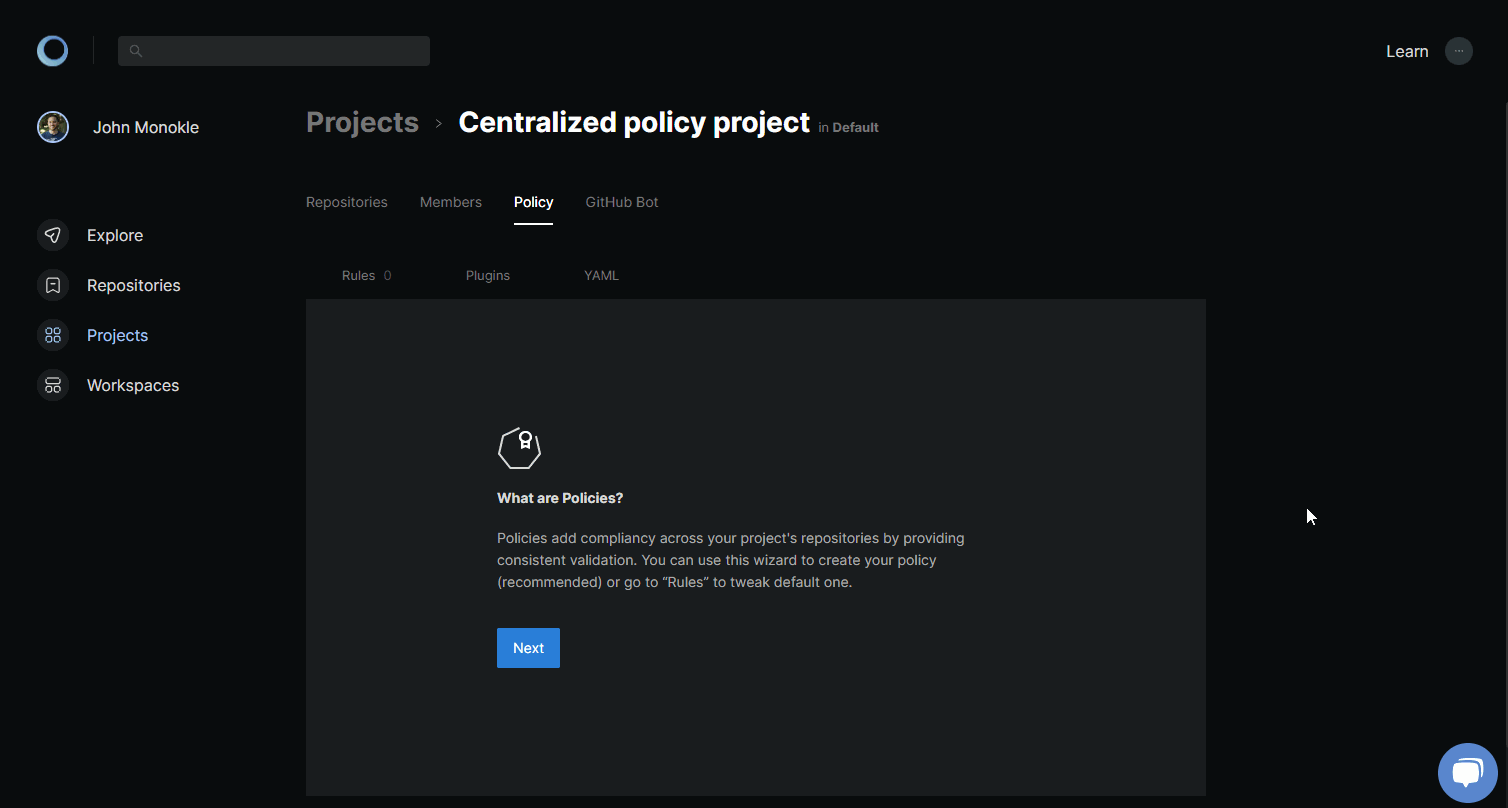 Learn
John Monokle
Projects > Centralized policy project in Default
Repositories Members Policy GitHub Bot
Explore
Rules 0 Plugins YAML
Repositories
Projects
Workspaces
What are Policies?
Policies add compliancy across your project's repositories by providing
consistent validation. You can use this wizard to create your policy
(recommended) or go to “Rules” to tweak default one.
Next